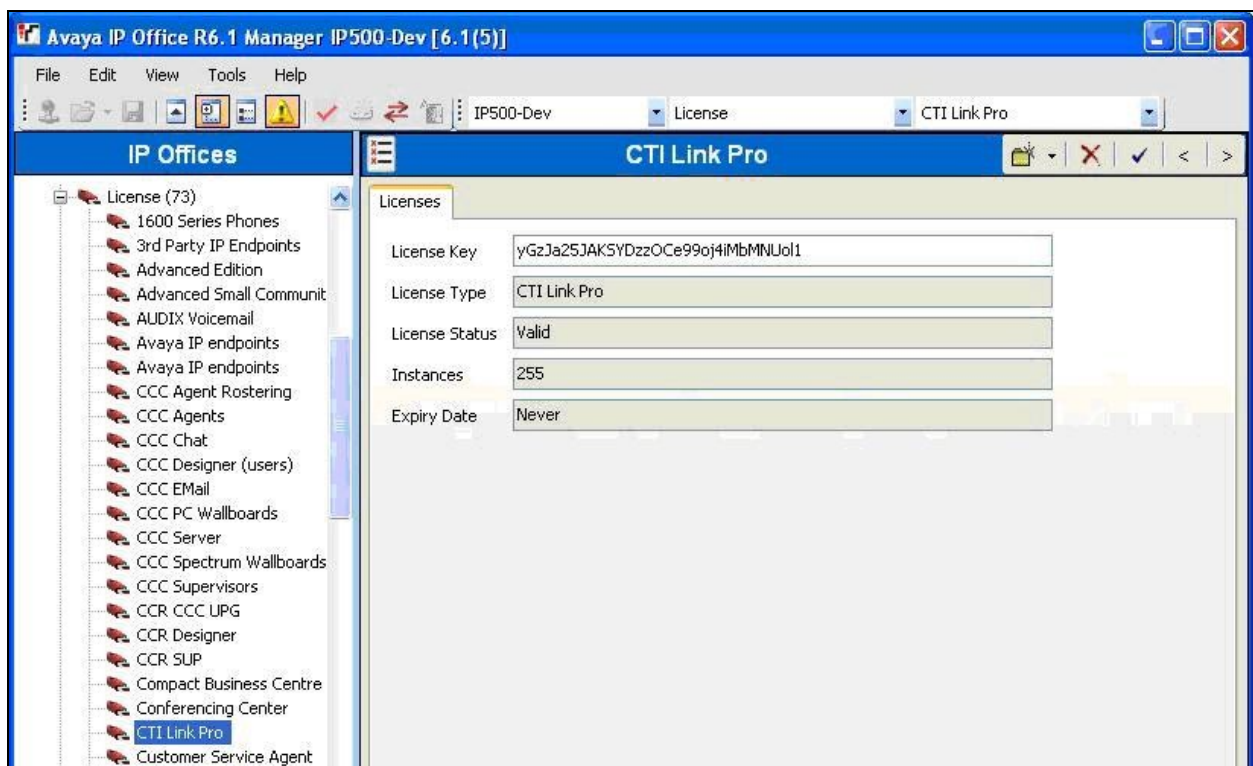 Avaya IP Office R6.1 Manager IP500-Dev [6.1(5)]
File Edit View Tools Help
IP500-Dev License CTI Link Pro
IP Offices
CTI Link Pro
License (73)
1600 Series Phones
3rd Party IP Endpoints
Advanced Edition
Advanced Small Communit
AUDIX Voicemail
Avaya IP endpoints
Avaya IP endpoints
CCC Agent Rostering
CCC Agents
CCC Chat
CCC Designer (users)
CCC EMail
CCC PC Wallboards
CCC Server
CCC Spectrum Wallboards
CCC Supervisors
CCR CCC UPG
CCR Designer
CCR SUP
Compact Business Centre
Conferencing Center
CTI Link Pro
Customer Service Agent
Licenses
License Key yGzJa25JAKSYDzzOCe99oj4iMbMNUol1
License Type CTI Link Pro
License Status Valid
Instances 255
Expiry Date Never